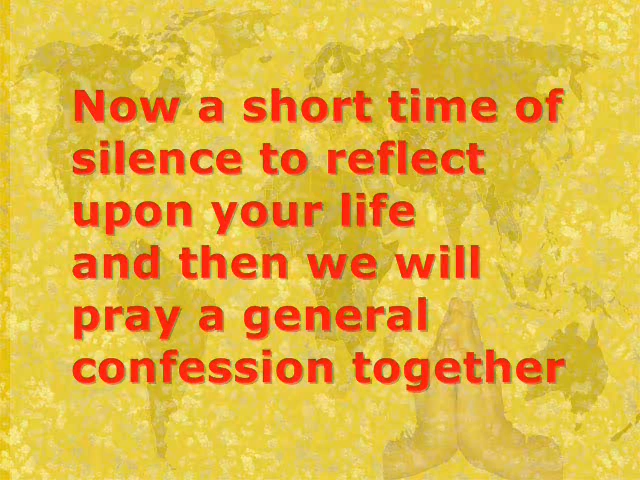 Now a short time of
silence to reflect
upon your life
and then we will
pray a general
confession together